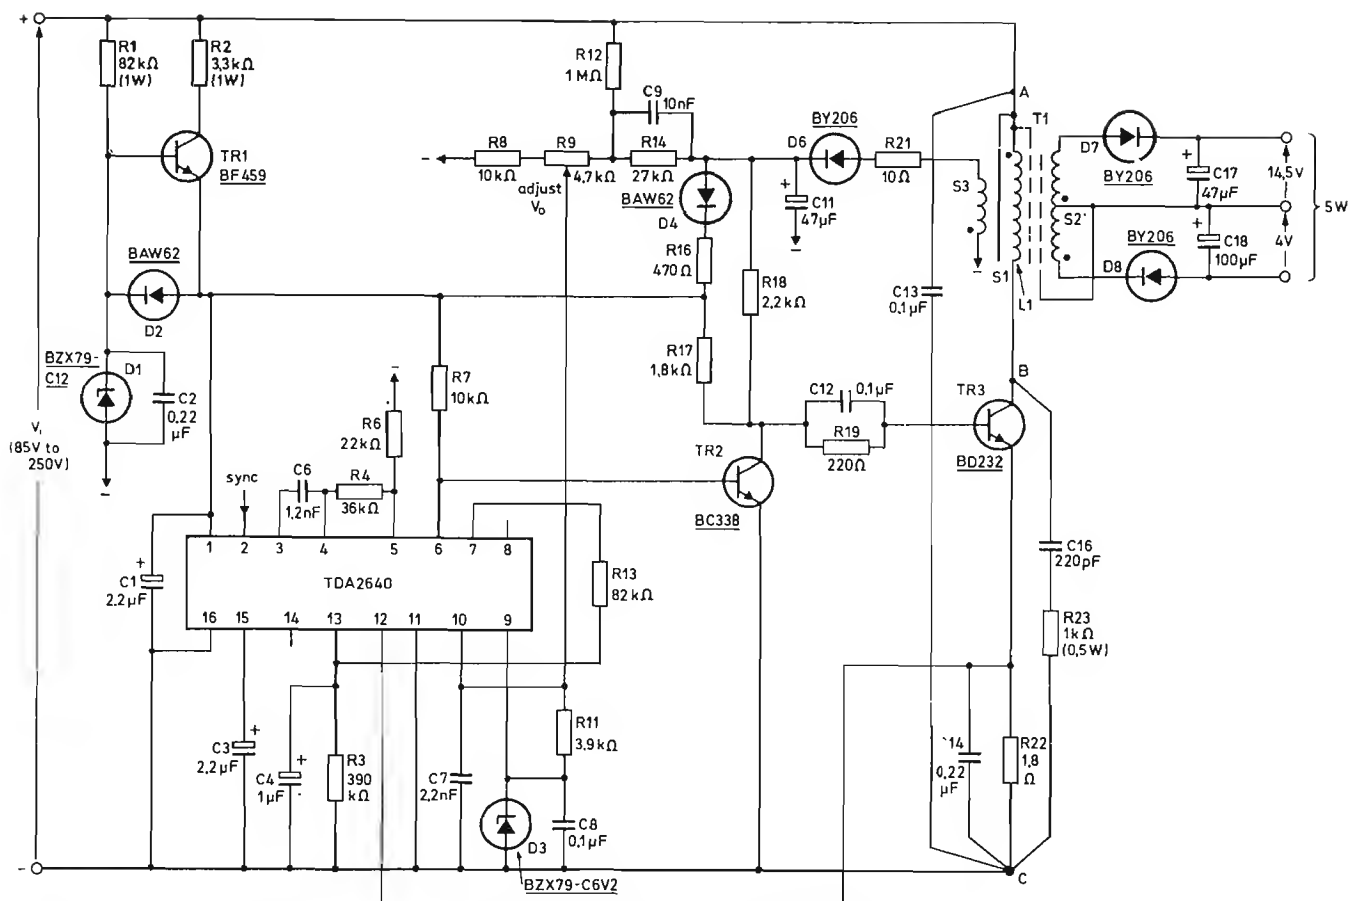 +
R1
82kΩ
(1W)
R2
3,3kΩ
(1W)
TR1
BF459
R12
1MΩ
C9
10nF
R8
10kΩ
R9
4,7kΩ
adjust
Vo
R14
27kΩ
BAW62
D4
D6
BY206
R21
10Ω
+
C11
47μF
A
T1
S3
S1
L1
S2
D7
BY206
+
C17
47μF
14,5V
5W
+
C18
100μF
4V
BY206
D8
BAW62
D2
R16
470Ω
R18
2,2kΩ
C13
0,1μF
BZX79-
C12
D1
C2
0,22
μF
R7
10kΩ
R17
1,8kΩ
B
TR3
BD232
C12
0,1μF
R19
220Ω
Vi
(85V to
250V)
R6
22kΩ
sync
C6
1,2nF
R4
36kΩ
TR2
BC338
1 2 3 4 5 6 7 8
TDA2640
16 15 14 13 12 11 10 9
+
C1
2,2μF
R13
82kΩ
C16
220pF
R23
1kΩ
(0,5W)
+
C3
2,2μF
+
C4
1μF
R3
390
kΩ
C7
2,2nF
R11
3,9kΩ
D3
C8
0,1μF
BZX79-C6V2
14
0,22
μF
R22
1,8
Ω
-
C